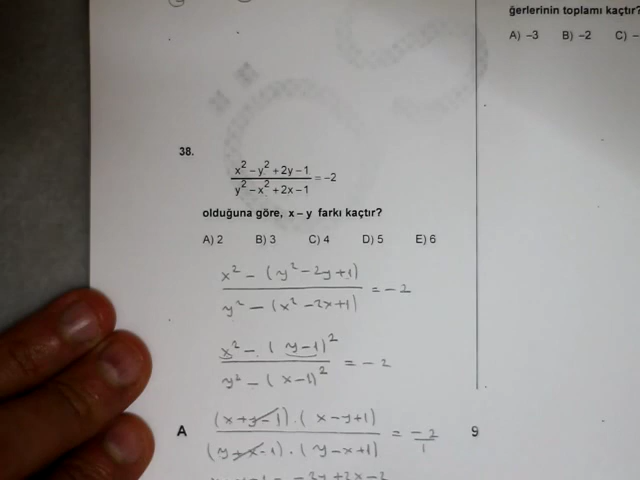 ğerlerinin toplamı kaçtır?
A) –3 B) –2 C) –
38.
x² – y² + 2y – 1
y² – x² + 2x – 1
= –2
olduğuna göre, x – y farkı kaçtır?
A) 2 B) 3 C) 4 D) 5 E) 6
x² – (y² – 2y + 1)
y² – (x² – 2x + 1)
= – 2
x² – (y – 1)²
y² – (x – 1)²
= – 2
A
(x + y – 1) . (x – y + 1)
(y + x – 1) . (y – x + 1)
= –2
1
9